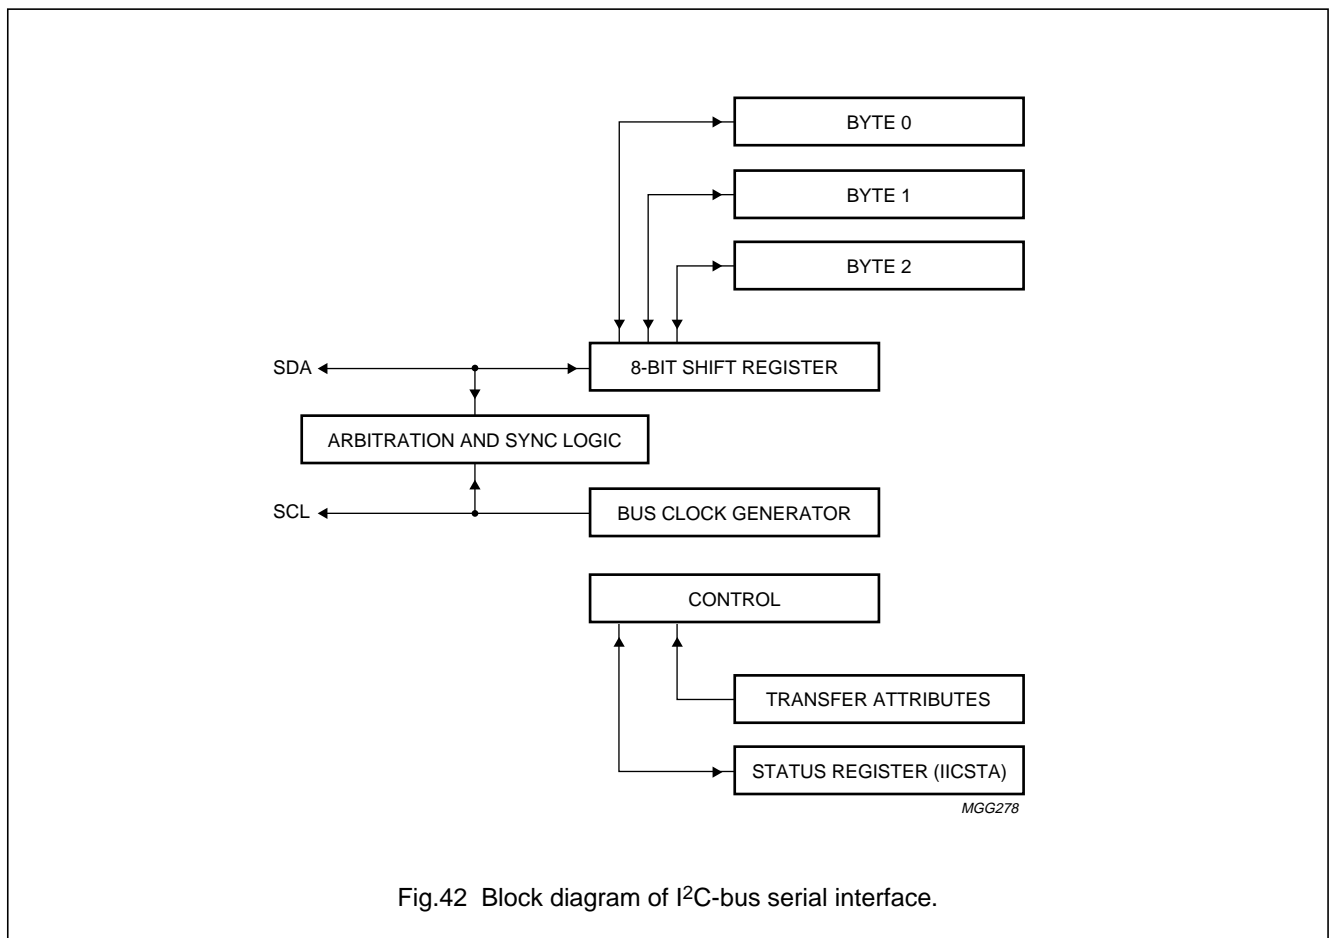 BYTE 0
BYTE 1
BYTE 2
SDA
8-BIT SHIFT REGISTER
ARBITRATION AND SYNC LOGIC
SCL
BUS CLOCK GENERATOR
CONTROL
TRANSFER ATTRIBUTES
STATUS REGISTER (IICSTA)
MGG278
Fig.42 Block diagram of I²C-bus serial interface.